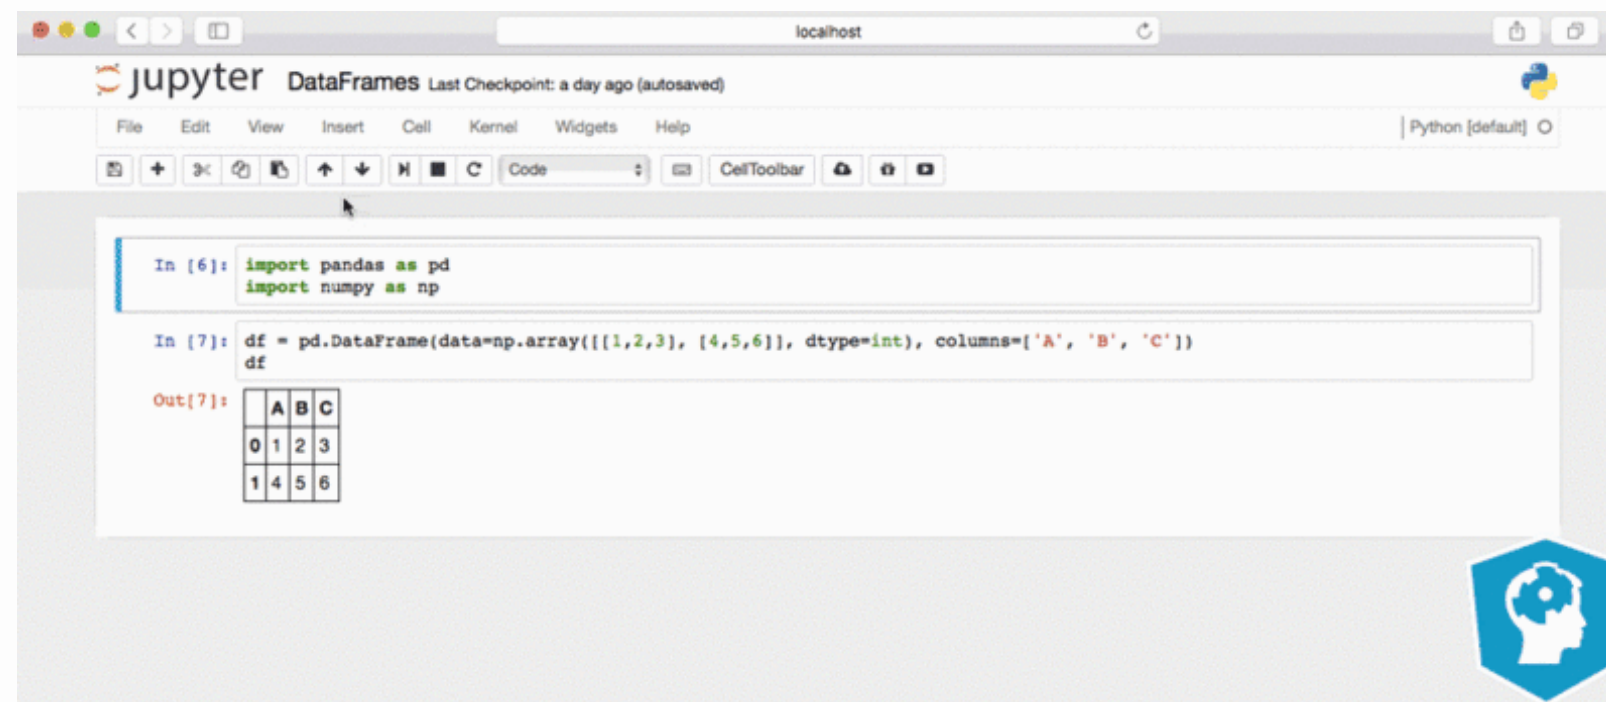 localhost
jupyter DataFrames Last Checkpoint: a day ago (autosaved)
File Edit View Insert Cell Kernel Widgets Help Python [default]
Code CellToolbar
In [6]: import pandas as pd
import numpy as np
In [7]: df = pd.DataFrame(data=np.array([[1,2,3], [4,5,6]], dtype=int), columns=['A', 'B', 'C'])
df
Out[7]: A B C
0 1 2 3
1 4 5 6